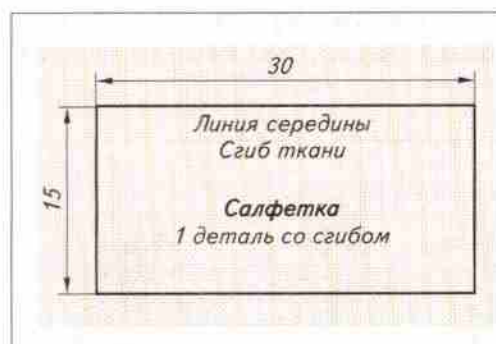 30
Линия середины
Сгиб ткани
15
Салфетка
1 деталь со сгибом